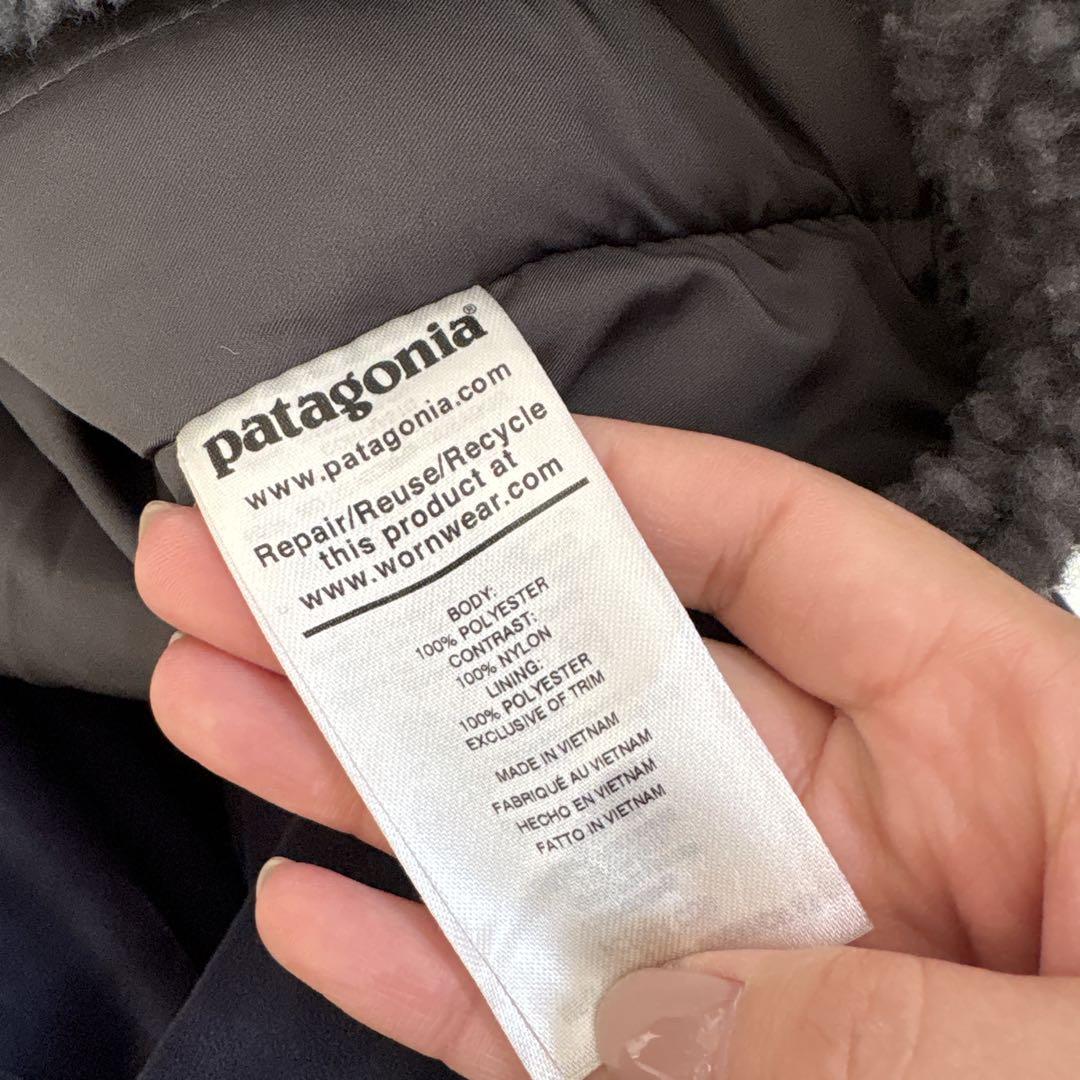 patagonia®
www.patagonia.com
Repair/Reuse/Recycle
this product at
www.wornwear.com
BODY:
100% POLYESTER
CONTRAST:
100% NYLON
LINING:
100% POLYESTER
EXCLUSIVE OF TRIM
MADE IN VIETNAM
FABRIQUÉ AU VIETNAM
HECHO EN VIETNAM
FATTO IN VIETNAM